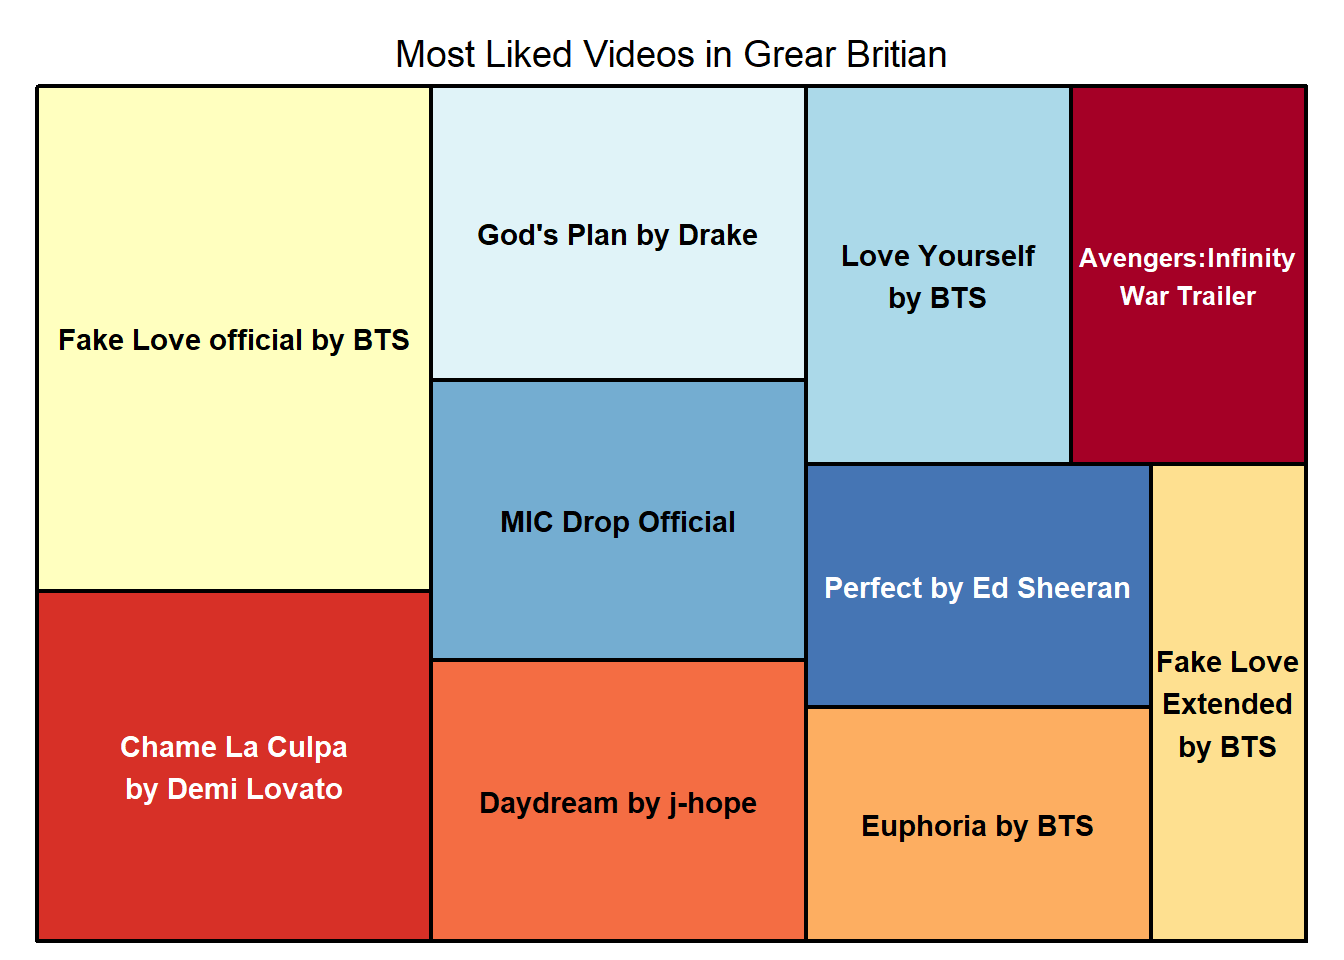 Most Liked Videos in Grear Britian
Fake Love official by BTS
Chame La Culpa
by Demi Lovato
God's Plan by Drake
MIC Drop Official
Daydream by j-hope
Love Yourself
by BTS
Avengers:Infinity
War Trailer
Perfect by Ed Sheeran
Euphoria by BTS
Fake Love
Extended
by BTS